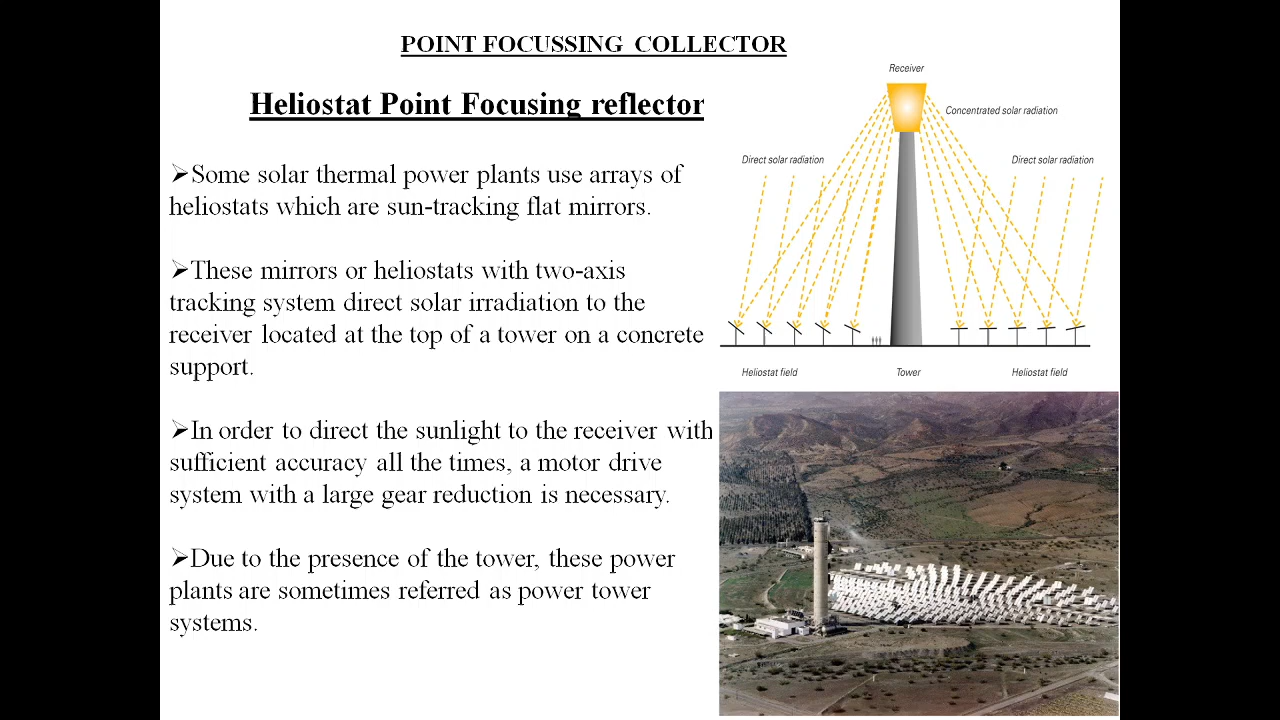 POINT FOCUSSING COLLECTOR
Heliostat Point Focusing reflector
➢Some solar thermal power plants use arrays of
heliostats which are sun-tracking flat mirrors.
➢These mirrors or heliostats with two-axis
tracking system direct solar irradiation to the
receiver located at the top of a tower on a concrete
support.
➢In order to direct the sunlight to the receiver with
sufficient accuracy all the times, a motor drive
system with a large gear reduction is necessary.
➢Due to the presence of the tower, these power
plants are sometimes referred as power tower
systems.
Receiver
Concentrated solar radiation
Direct solar radiation
Direct solar radiation
Heliostat field
Tower
Heliostat field